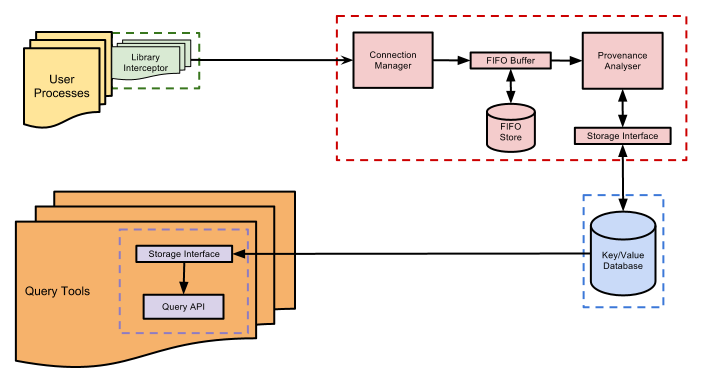 User
Processes
Library
Interceptor
Connection
Manager
FIFO Buffer
Provenance
Analyser
FIFO
Store
Storage Interface
Query Tools
Storage Interface
Query API
Key/Value
Database